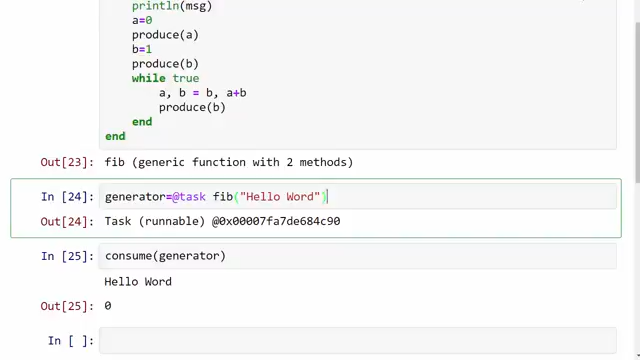 println(msg)
a=0
produce(a)
b=1
produce(b)
while true
a, b = b, a+b
produce(b)
end
end
Out[23]: fib (generic function with 2 methods)
In [24]: generator=@task fib("Hello Word")
Out[24]: Task (runnable) @0x00007fa7de684c90
In [25]: consume(generator)
Hello Word
Out[25]: 0
In [ ]: